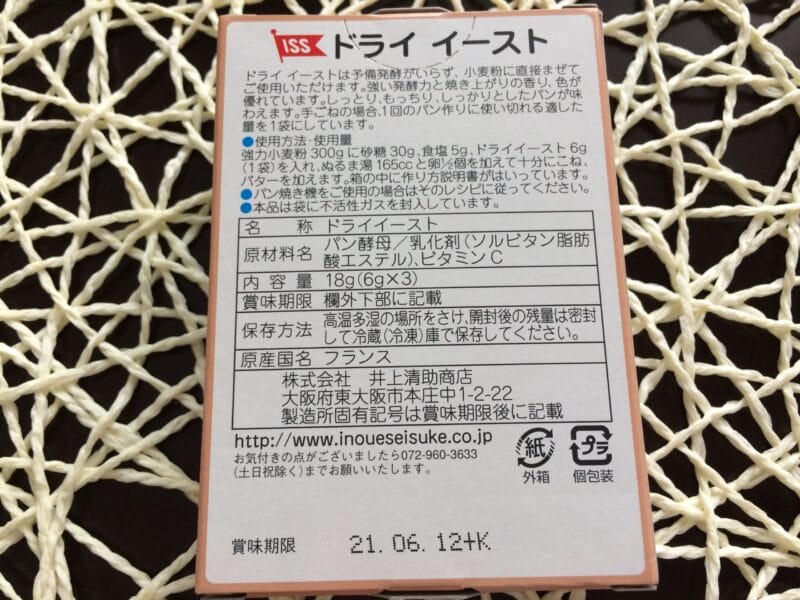 ISS ドライ イースト
ドライ イーストは予備発酵がいらず、小麦粉に直接まぜて
ご使用いただけます。強い発酵力と焼き上がりの香り、色が
優れています。しっとり、もっちり、しっかりとしたパンが味
わえます。手ごねの場合、1回のパン作りに使い切れる適した
量を1袋にしています。
●使用方法・使用量
強力小麦粉300gに砂糖30g、食塩5g、ドライイースト6g
(1袋)を入れ、ぬるま湯165ccと卵½個を加えて十分にこね、
バターを加えます。箱の中に作り方説明書がはいっています。
●パン焼き機をご使用の場合はそのレシピに従ってください。
●本品は袋に不活性ガスを封入しています。
名称 ドライイースト
原材料名 パン酵母/乳化剤(ソルビタン脂肪
酸エステル)、ビタミンC
内容量 18g(6g×3)
賞味期限 欄外下部に記載
保存方法 高温多湿の場所をさけ、開封後の残量は密封
して冷蔵(冷凍)庫で保存してください。
原産国名 フランス
株式会社 井上清助商店
大阪府東大阪市本庄中1-2-22
製造所固有記号は賞味期限後に記載
http://www.inoueseisuke.co.jp
お気付きの点がございましたら072-960-3633
(土日祝除く)までお願いいたします。
紙 プラ
外箱 個包装
賞味期限 21.06.12+K